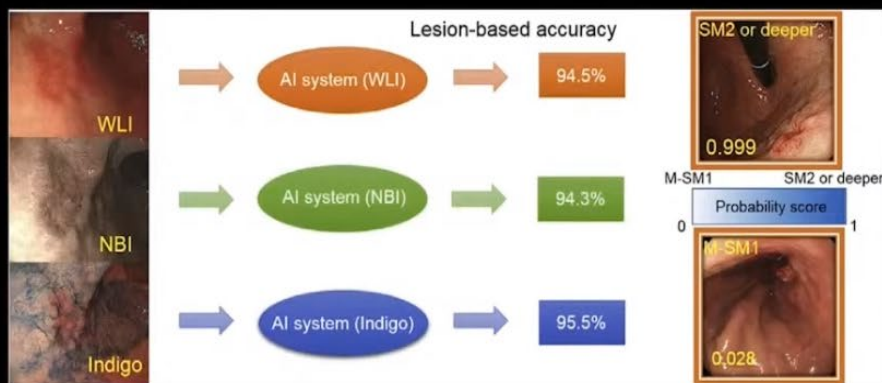 Lesion-based accuracy
WLI
AI system (WLI)
94.5%
SM2 or deeper
0.999
NBI
AI system (NBI)
94.3%
M-SM1
SM2 or deeper
Probability score
0
1
Indigo
AI system (Indigo)
95.5%
M-SM1
0.028